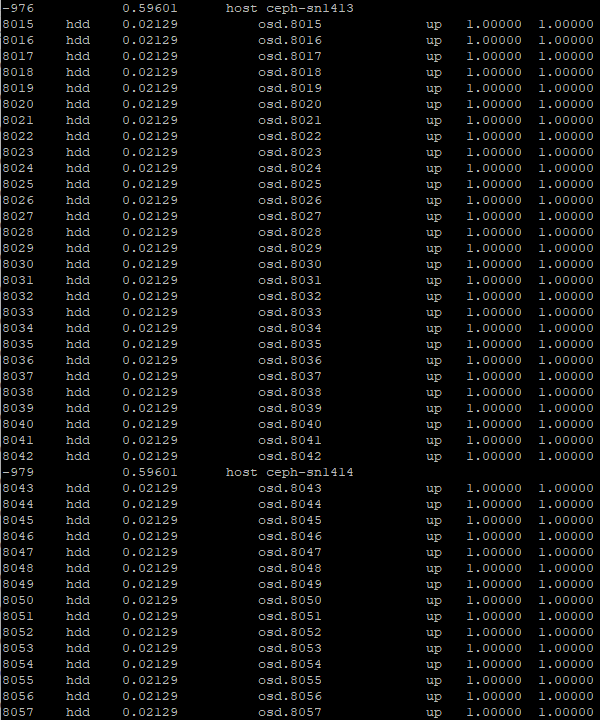 -976 0.59601 host ceph-sn1413
8015 hdd 0.02129 osd.8015 up 1.00000 1.00000
8016 hdd 0.02129 osd.8016 up 1.00000 1.00000
8017 hdd 0.02129 osd.8017 up 1.00000 1.00000
8018 hdd 0.02129 osd.8018 up 1.00000 1.00000
8019 hdd 0.02129 osd.8019 up 1.00000 1.00000
8020 hdd 0.02129 osd.8020 up 1.00000 1.00000
8021 hdd 0.02129 osd.8021 up 1.00000 1.00000
8022 hdd 0.02129 osd.8022 up 1.00000 1.00000
8023 hdd 0.02129 osd.8023 up 1.00000 1.00000
8024 hdd 0.02129 osd.8024 up 1.00000 1.00000
8025 hdd 0.02129 osd.8025 up 1.00000 1.00000
8026 hdd 0.02129 osd.8026 up 1.00000 1.00000
8027 hdd 0.02129 osd.8027 up 1.00000 1.00000
8028 hdd 0.02129 osd.8028 up 1.00000 1.00000
8029 hdd 0.02129 osd.8029 up 1.00000 1.00000
8030 hdd 0.02129 osd.8030 up 1.00000 1.00000
8031 hdd 0.02129 osd.8031 up 1.00000 1.00000
8032 hdd 0.02129 osd.8032 up 1.00000 1.00000
8033 hdd 0.02129 osd.8033 up 1.00000 1.00000
8034 hdd 0.02129 osd.8034 up 1.00000 1.00000
8035 hdd 0.02129 osd.8035 up 1.00000 1.00000
8036 hdd 0.02129 osd.8036 up 1.00000 1.00000
8037 hdd 0.02129 osd.8037 up 1.00000 1.00000
8038 hdd 0.02129 osd.8038 up 1.00000 1.00000
8039 hdd 0.02129 osd.8039 up 1.00000 1.00000
8040 hdd 0.02129 osd.8040 up 1.00000 1.00000
8041 hdd 0.02129 osd.8041 up 1.00000 1.00000
8042 hdd 0.02129 osd.8042 up 1.00000 1.00000
-979 0.59601 host ceph-sn1414
8043 hdd 0.02129 osd.8043 up 1.00000 1.00000
8044 hdd 0.02129 osd.8044 up 1.00000 1.00000
8045 hdd 0.02129 osd.8045 up 1.00000 1.00000
8046 hdd 0.02129 osd.8046 up 1.00000 1.00000
8047 hdd 0.02129 osd.8047 up 1.00000 1.00000
8048 hdd 0.02129 osd.8048 up 1.00000 1.00000
8049 hdd 0.02129 osd.8049 up 1.00000 1.00000
8050 hdd 0.02129 osd.8050 up 1.00000 1.00000
8051 hdd 0.02129 osd.8051 up 1.00000 1.00000
8052 hdd 0.02129 osd.8052 up 1.00000 1.00000
8053 hdd 0.02129 osd.8053 up 1.00000 1.00000
8054 hdd 0.02129 osd.8054 up 1.00000 1.00000
8055 hdd 0.02129 osd.8055 up 1.00000 1.00000
8056 hdd 0.02129 osd.8056 up 1.00000 1.00000
8057 hdd 0.02129 osd.8057 up 1.00000 1.00000